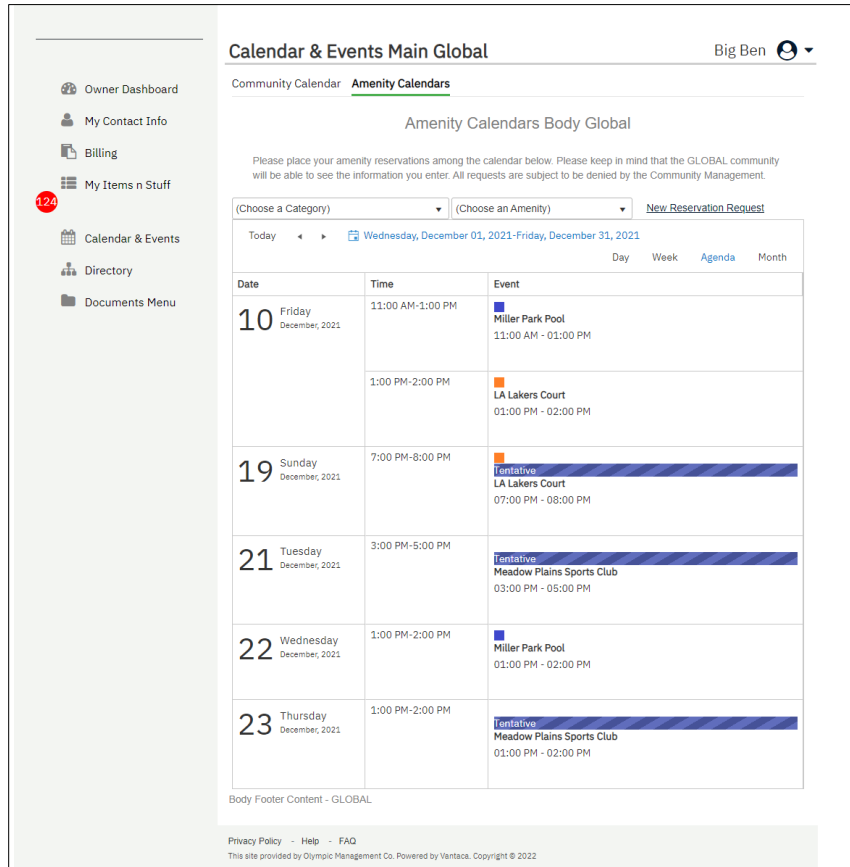 Calendar & Events Main Global
Big Ben
Owner Dashboard
My Contact Info
Billing
My Items n Stuff
124
Calendar & Events
Directory
Documents Menu
Community Calendar Amenity Calendars
Amenity Calendars Body Global
Please place your amenity reservations among the calendar below. Please keep in mind that the GLOBAL community
will be able to see the information you enter. All requests are subject to be denied by the Community Management.
(Choose a Category) (Choose an Amenity) New Reservation Request
Today Wednesday, December 01, 2021-Friday, December 31, 2021
Day Week Agenda Month
Date Time Event
10 Friday
December, 2021
11:00 AM-1:00 PM
Miller Park Pool
11:00 AM - 01:00 PM
1:00 PM-2:00 PM
LA Lakers Court
01:00 PM - 02:00 PM
19 Sunday
December, 2021
7:00 PM-8:00 PM
Tentative
LA Lakers Court
07:00 PM - 08:00 PM
21 Tuesday
December, 2021
3:00 PM-5:00 PM
Tentative
Meadow Plains Sports Club
03:00 PM - 05:00 PM
22 Wednesday
December, 2021
1:00 PM-2:00 PM
Miller Park Pool
01:00 PM - 02:00 PM
23 Thursday
December, 2021
1:00 PM-2:00 PM
Tentative
Meadow Plains Sports Club
01:00 PM - 02:00 PM
Body Footer Content - GLOBAL
Privacy Policy - Help - FAQ
This site provided by Olympic Management Co. Powered by Vantaca. Copyright © 2022